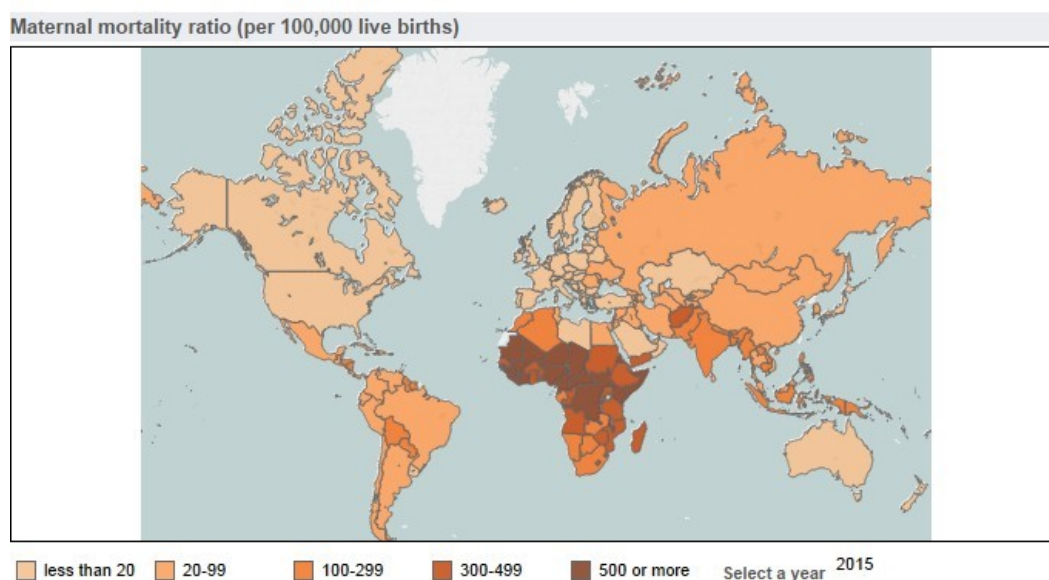 Maternal mortality ratio (per 100,000 live births)
less than 20 20-99 100-299 300-499 500 or more Select a year 2015